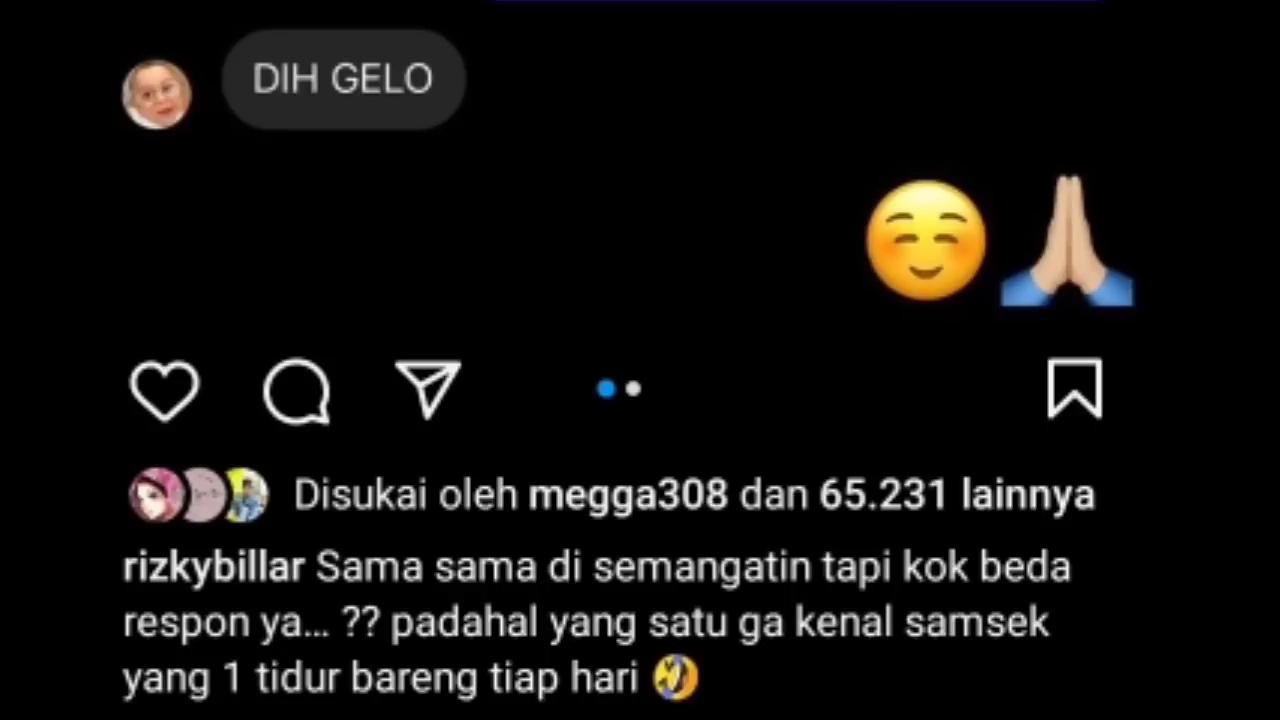 DIH GELO
☺️🙏🏼
Disukai oleh megga308 dan 65.231 lainnya
rizkybillar Sama sama di semangatin tapi kok beda
respon ya... ?? padahal yang satu ga kenal samsek
yang 1 tidur bareng tiap hari 🤣